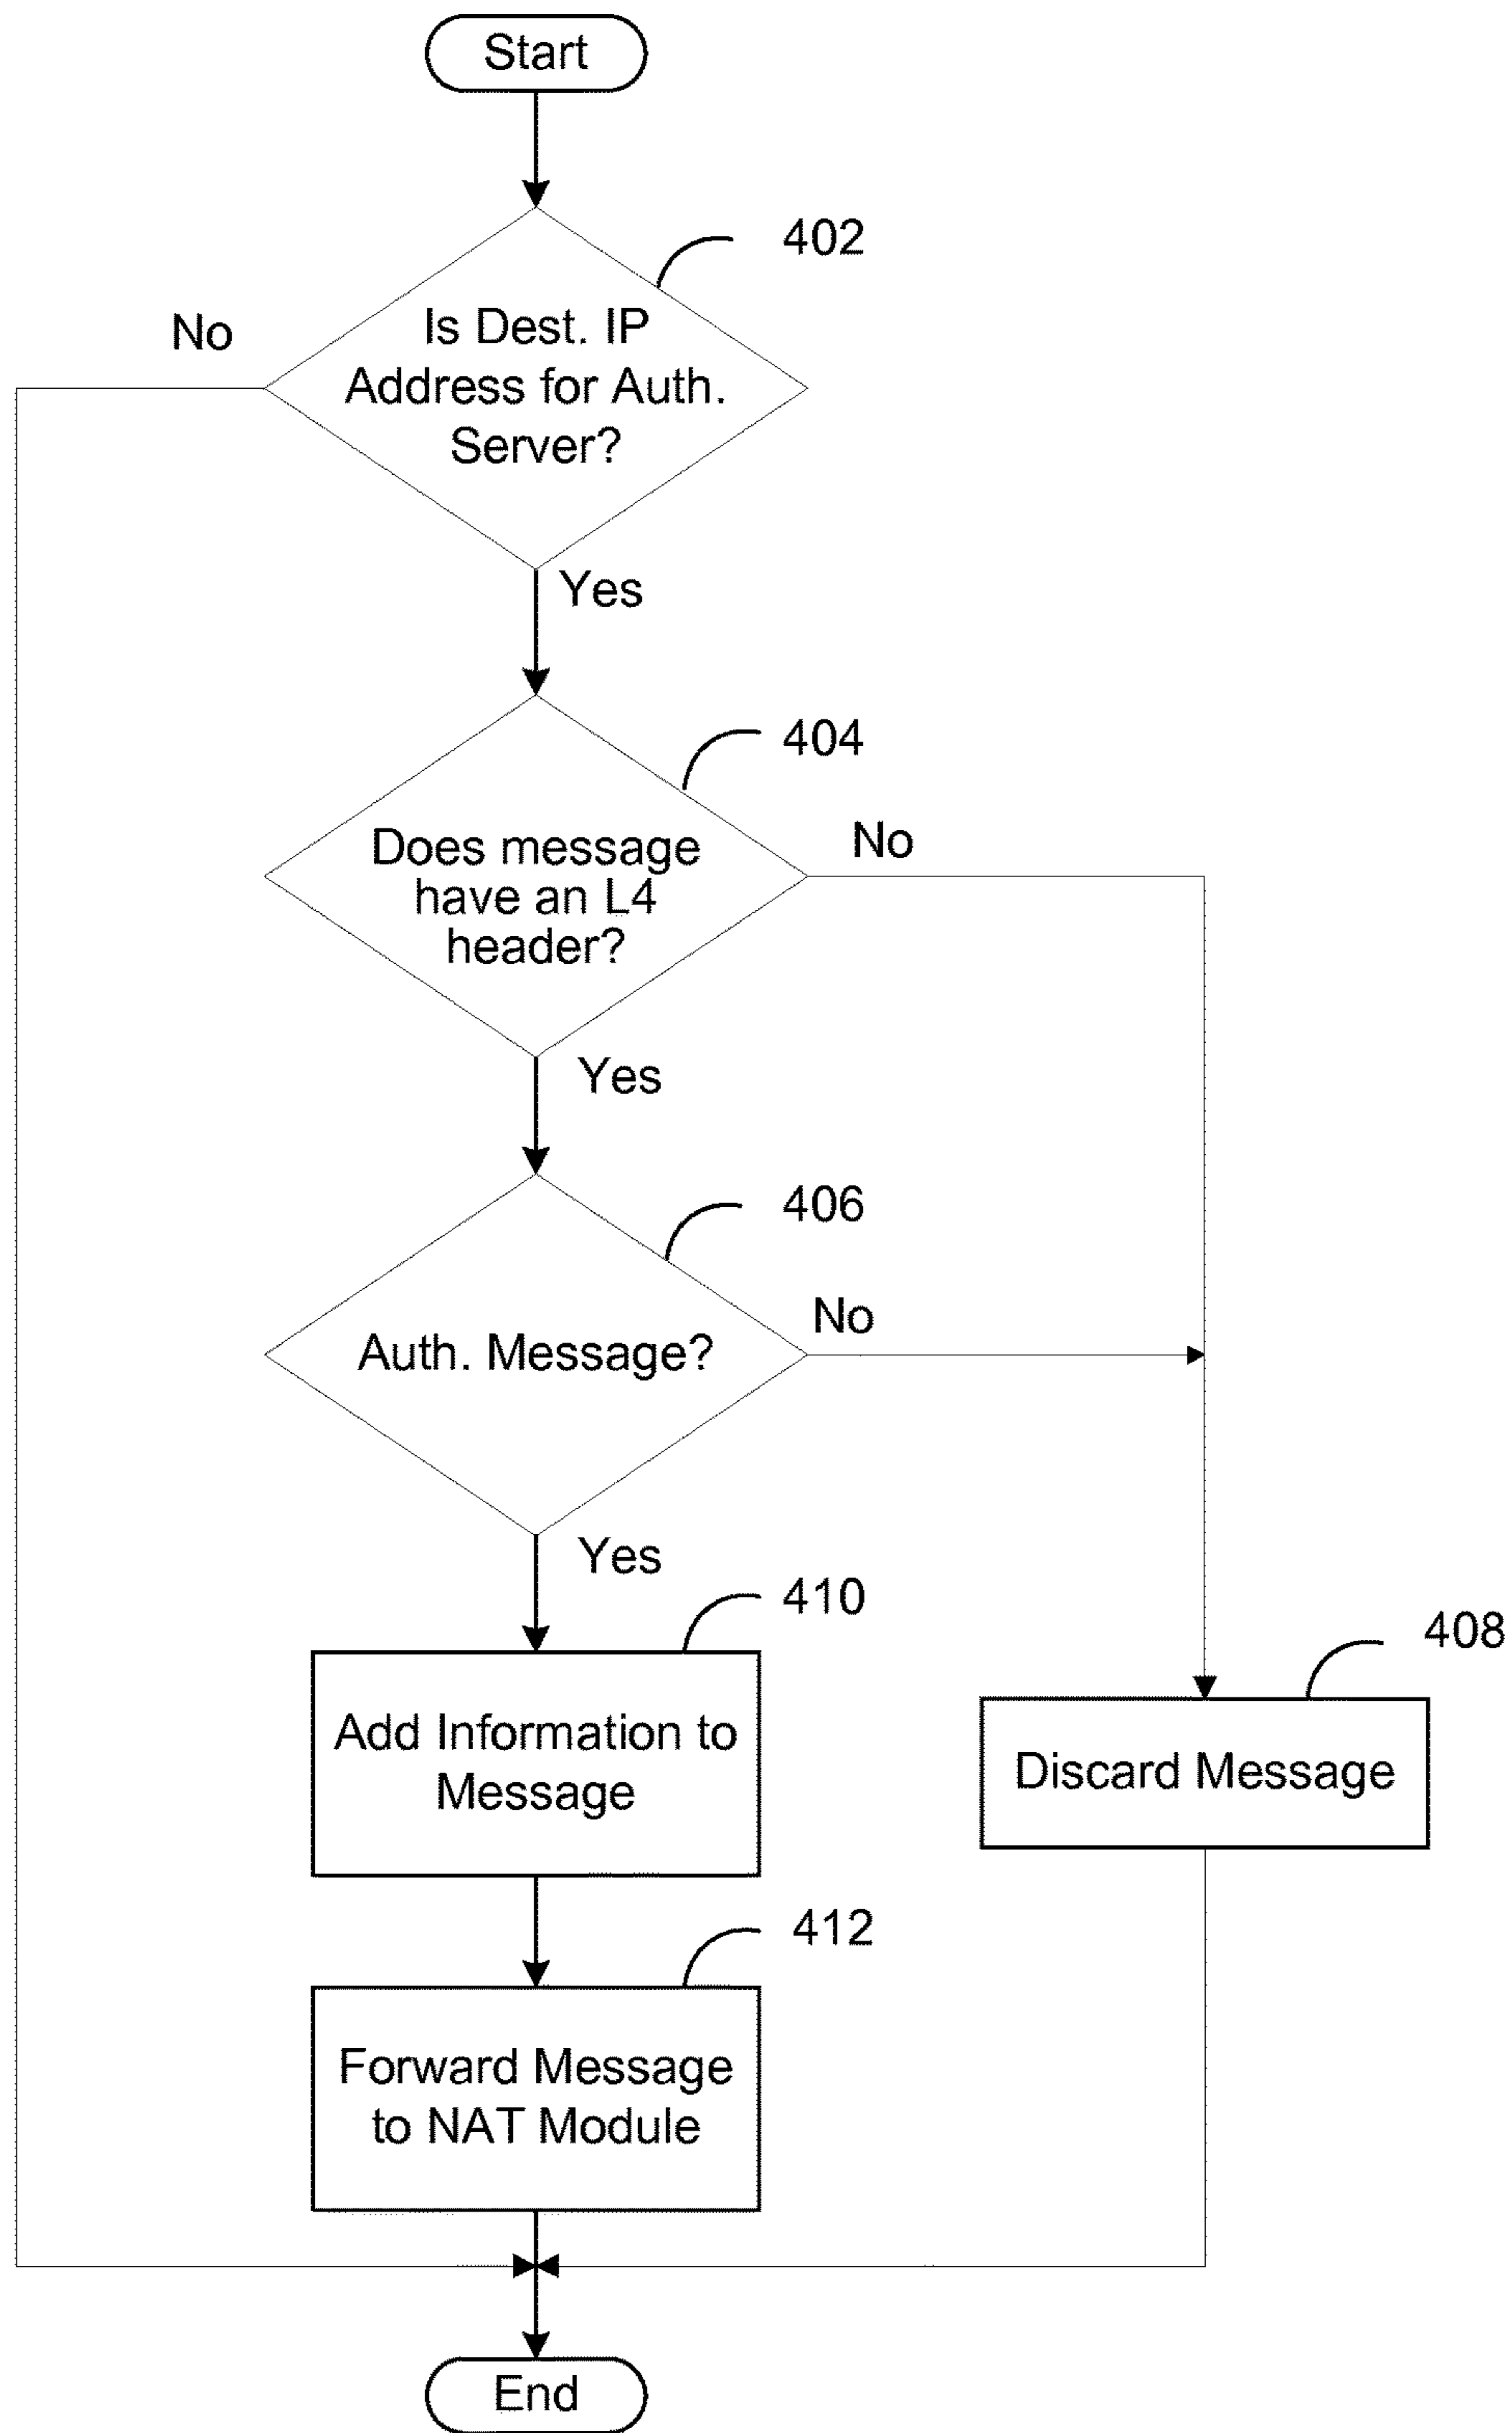 Start
402
No
Is Dest. IP
Address for Auth.
Server?
Yes
404
No
Does message
have an L4
header?
Yes
406
No
Auth. Message?
Yes
410
408
Add Information to
Message
Discard Message
412
Forward Message
to NAT Module
End